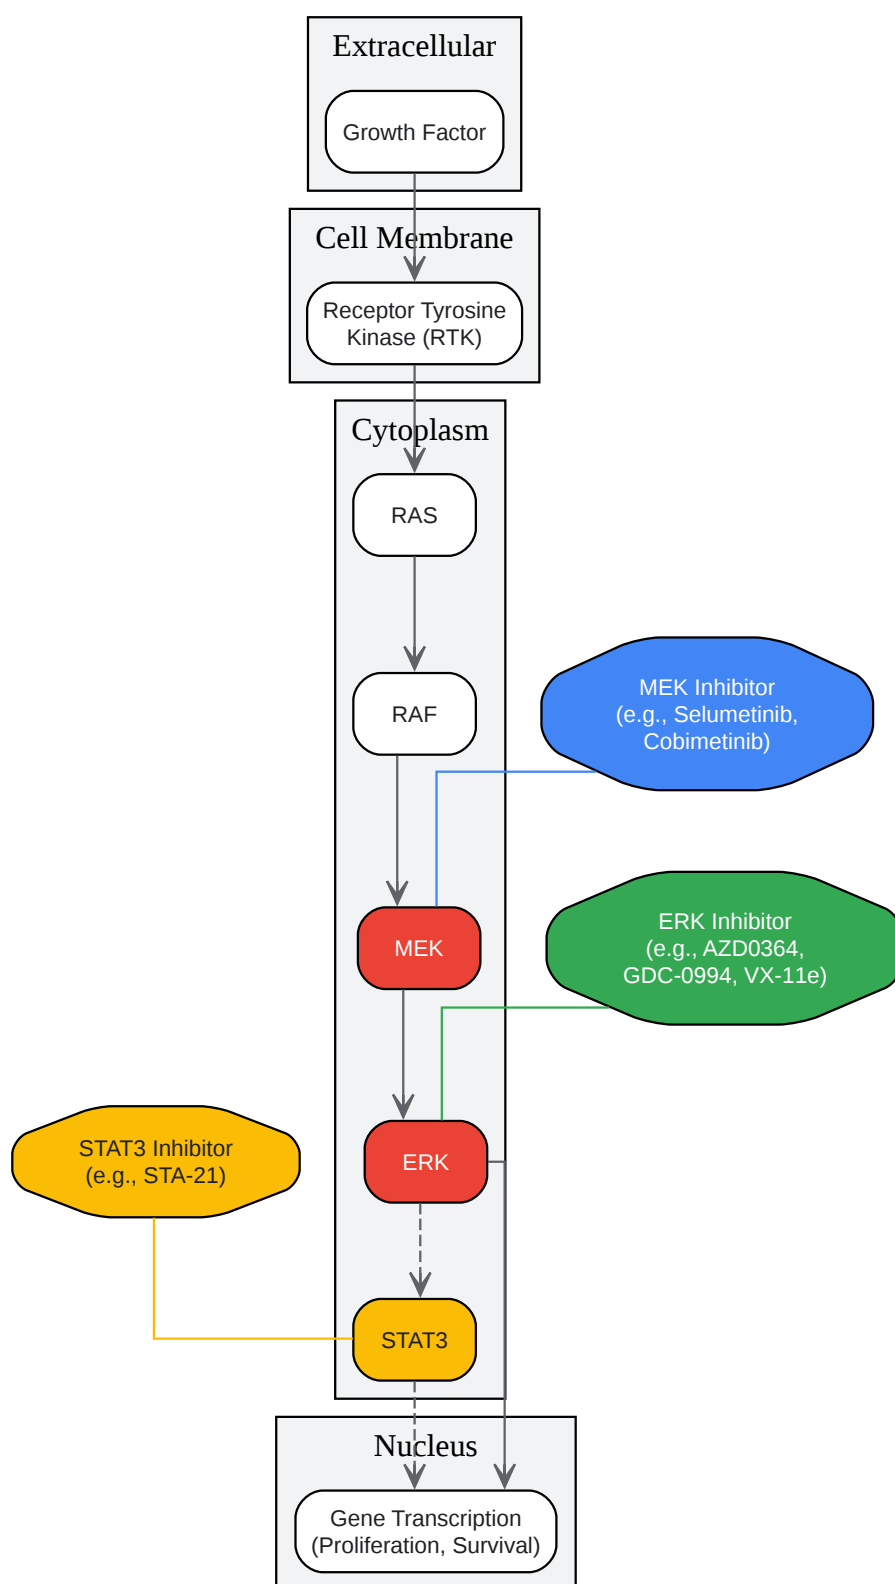 Extracellular
Growth Factor
Cell Membrane
Receptor Tyrosine
Kinase (RTK)
Cytoplasm
RAS
RAF
MEK Inhibitor
(e.g., Selumetinib,
Cobimetinib)
MEK
ERK Inhibitor
(e.g., AZD0364,
GDC-0994, VX-11e)
ERK
STAT3 Inhibitor
(e.g., STA-21)
STAT3
Nucleus
Gene Transcription
(Proliferation, Survival)